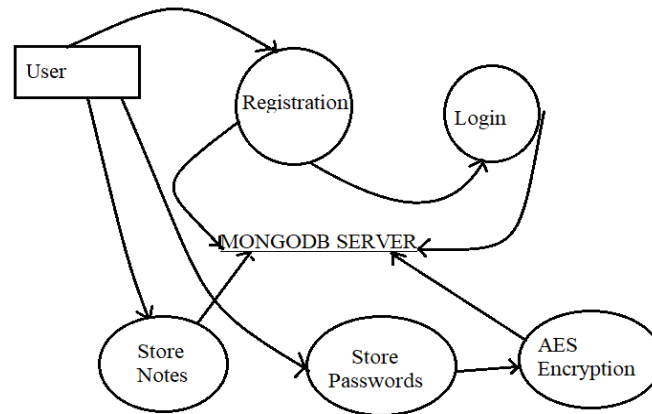 User
Registration
Login
MONGODB SERVER
Store
Notes
Store
Passwords
AES
Encryption